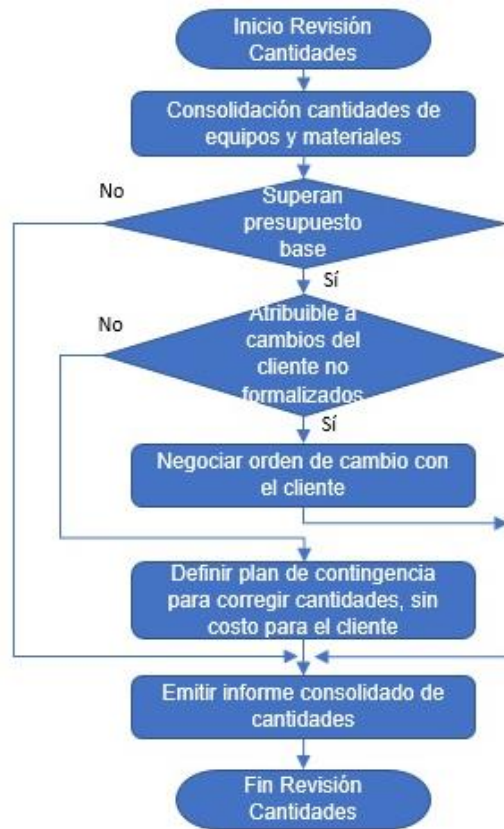 Inicio Revisión
Cantidades
Consolidación cantidades de
equipos y materiales
No
Superan
presupuesto
base
Sí
No
Atribuible a
cambios del
cliente no
formalizados
Sí
Negociar orden de cambio con
el cliente
Definir plan de contingencia
para corregir cantidades, sin
costo para el cliente
Emitir informe consolidado de
cantidades
Fin Revisión
Cantidades